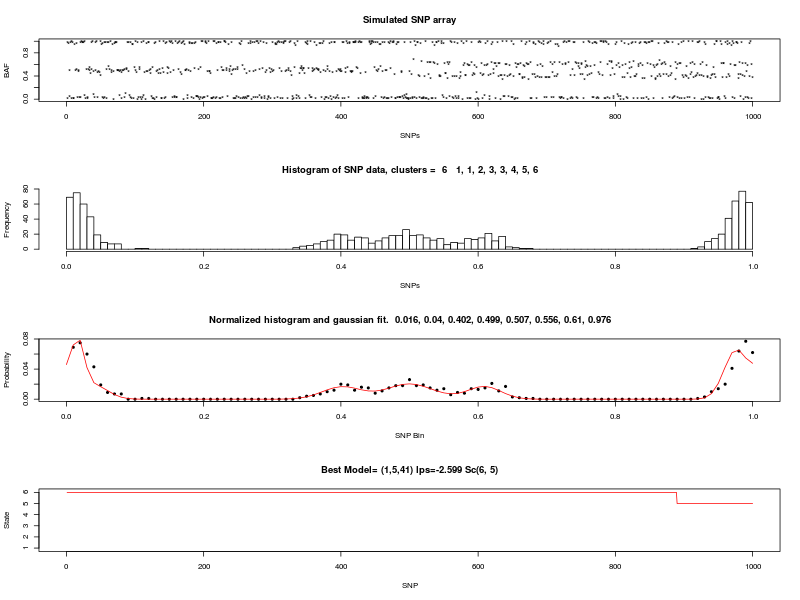 Simulated SNP array
BAF
0.0 0.4 0.8
0 200 400 600 800 1000
SNPs
Histogram of SNP data, clusters = 6 1, 1, 2, 3, 3, 4, 5, 6
Frequency
0 20 40 60 80
0.0 0.2 0.4 0.6 0.8 1.0
SNPs
Normalized histogram and gaussian fit. 0.016, 0.04, 0.402, 0.499, 0.507, 0.556, 0.61, 0.976
Probability
0.00 0.04 0.08
0.0 0.2 0.4 0.6 0.8 1.0
SNP Bin
Best Model= (1,5,41) lps=-2.599 Sc(6, 5)
State
1 2 3 4 5 6
0 200 400 600 800 1000
SNP